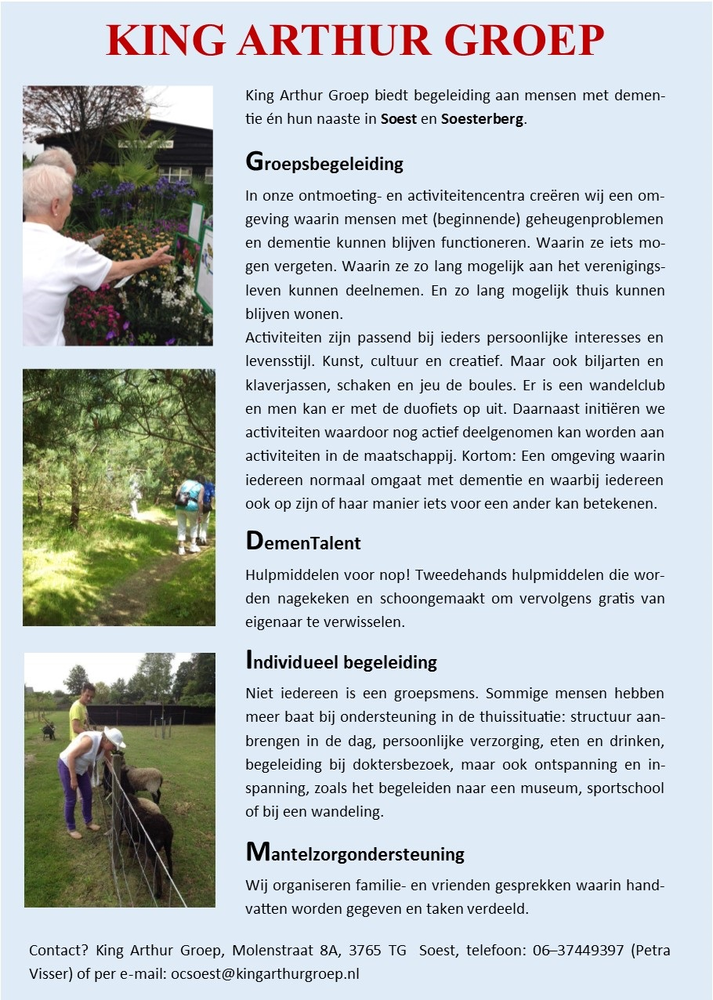 KING ARTHUR GROEP
King Arthur Groep biedt begeleiding aan mensen met demen-
tie én hun naaste in Soest en Soesterberg.
Groepsbegeleiding
In onze ontmoeting- en activiteitencentra creëren wij een om-
geving waarin mensen met (beginnende) geheugenproblemen
en dementie kunnen blijven functioneren. Waarin ze iets mo-
gen vergeten. Waarin ze zo lang mogelijk aan het verenigings-
leven kunnen deelnemen. En zo lang mogelijk thuis kunnen
blijven wonen.
Activiteiten zijn passend bij ieders persoonlijke interesses en
levensstijl. Kunst, cultuur en creatief. Maar ook biljarten en
klaverjassen, schaken en jeu de boules. Er is een wandelclub
en men kan er met de duofiets op uit. Daarnaast initiëren we
activiteiten waardoor nog actief deelgenomen kan worden aan
activiteiten in de maatschappij. Kortom: Een omgeving waarin
iedereen normaal omgaat met dementie en waarbij iedereen
ook op zijn of haar manier iets voor een ander kan betekenen.
DemenTalent
Hulpmiddelen voor nop! Tweedehands hulpmiddelen die wor-
den nagekeken en schoongemaakt om vervolgens gratis van
eigenaar te verwisselen.
Individueel begeleiding
Niet iedereen is een groepsmens. Sommige mensen hebben
meer baat bij ondersteuning in de thuissituatie: structuur aan-
brengen in de dag, persoonlijke verzorging, eten en drinken,
begeleiding bij doktersbezoek, maar ook ontspanning en in-
spanning, zoals het begeleiden naar een museum, sportschool
of bij een wandeling.
Mantelzorgondersteuning
Wij organiseren familie- en vrienden gesprekken waarin hand-
vatten worden gegeven en taken verdeeld.
Contact? King Arthur Groep, Molenstraat 8A, 3765 TG Soest, telefoon: 06–37449397 (Petra
Visser) of per e-mail: ocsoest@kingarthurgroep.nl